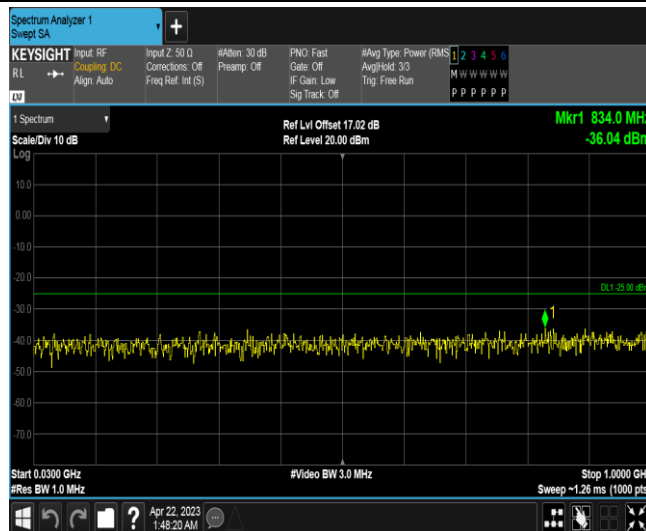 Spectrum Analyzer 1
Swept SA
+
KEYSIGHT
RL
Input: RF
Coupling: DC
Align: Auto
Input Z: 50 Ω
Corrections: Off
Freq Ref: Int (S)
#Atten: 30 dB
Preamp: Off
PNO: Fast
Gate: Off
IF Gain: Low
Sig Track: Off
#Avg Type: Power (RMS
Avg|Hold: 3/3
Trig: Free Run
1 2 3 4 5 6
M W W W W W
P P P P P P
1 Spectrum
Scale/Div 10 dB
Log
Ref Lvl Offset 17.02 dB
Ref Level 20.00 dBm
Mkr1 834.0 MHz
-36.04 dBm
10.0
0.00
-10.0
-20.0
-30.0
-40.0
-50.0
-60.0
-70.0
DL1 -25.00 dBm
1
Start 0.0300 GHz
#Res BW 1.0 MHz
#Video BW 3.0 MHz
Stop 1.0000 GH
Sweep ~1.26 ms (1000 pts
?
Apr 22, 2023
1:48:20 AM